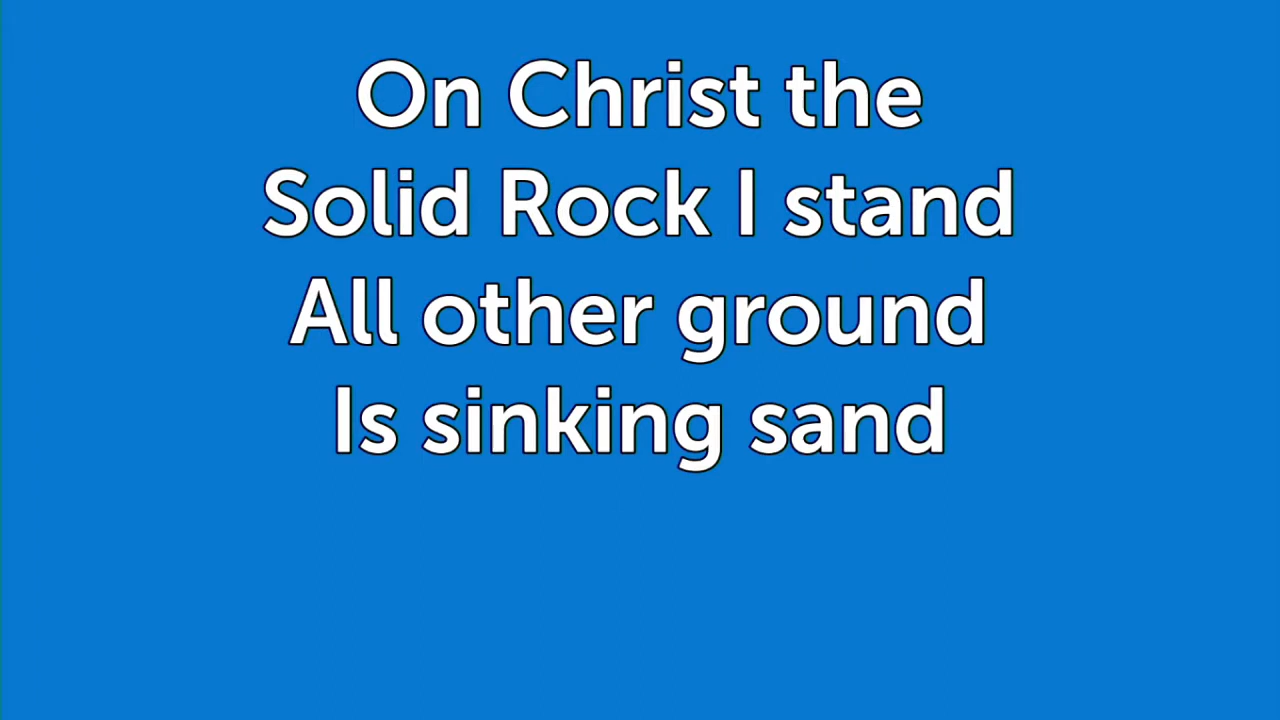 On Christ the
Solid Rock I stand
All other ground
Is sinking sand